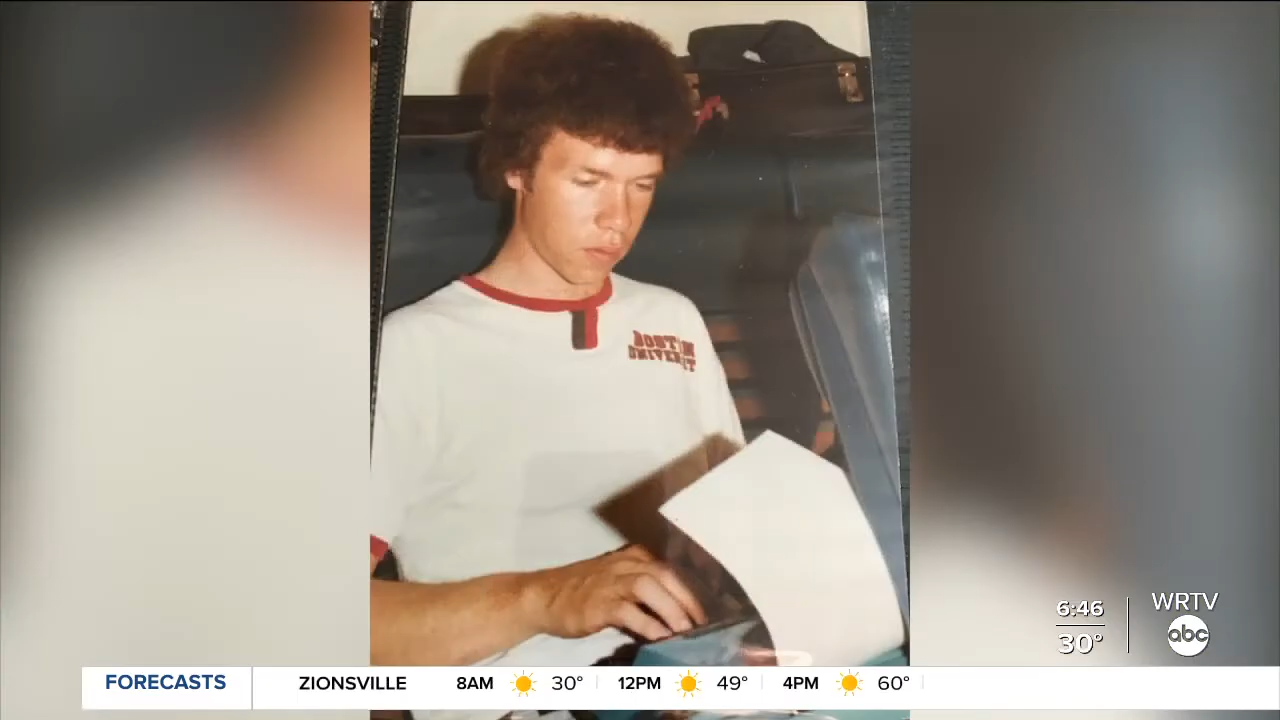 BOSTON
UNIVERSITY
6:46
30°
WRTV
abc
FORECASTS
ZIONSVILLE
8AM
30°
12PM
49°
4PM
60°